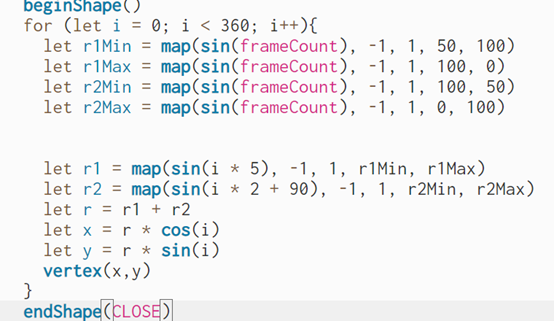 beginShape()
for (let i = 0; i < 360; i++){
let r1Min = map(sin(frameCount), -1, 1, 50, 100)
let r1Max = map(sin(frameCount), -1, 1, 100, 0)
let r2Min = map(sin(frameCount), -1, 1, 100, 50)
let r2Max = map(sin(frameCount), -1, 1, 0, 100)
let r1 = map(sin(i * 5), -1, 1, r1Min, r1Max)
let r2 = map(sin(i * 2 + 90), -1, 1, r2Min, r2Max)
let r = r1 + r2
let x = r * cos(i)
let y = r * sin(i)
vertex(x,y)
}
endShape(CLOSE)